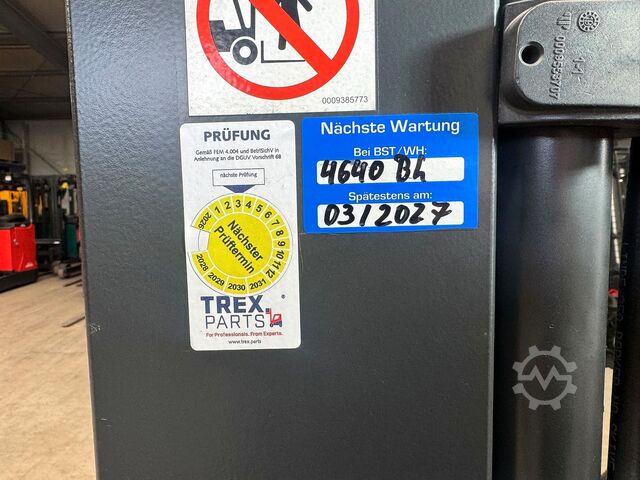 0009385773
PRÜFUNG
Gemäß FEM 4.004 und BetrSichV in
Anlehnung an die DGUV Vorschrift 68
nächste Prüfung
1 2 3 4 5 6 7 8 9 10 11 12
2026
2028 2029 2030 2031
Nächster
Prüftermin
TREX.®
PARTS
For Professionals. From Experts.
www.trex.parts
Nächste Wartung
Bei BST/WH:
4640 Bh
Spätestens am:
03/2027